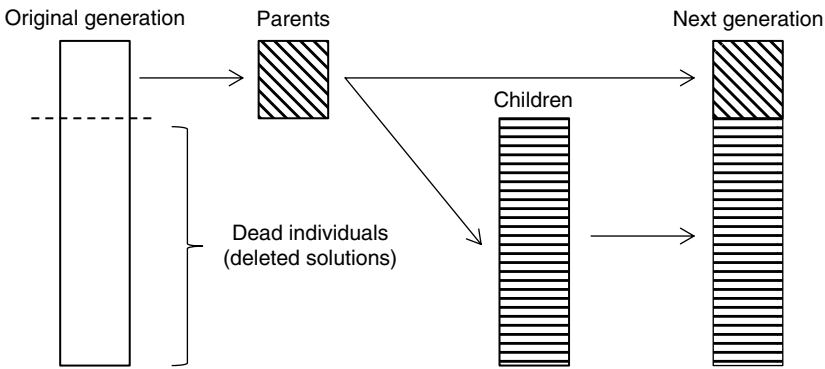 Original generation
Parents
Next generation
Children
Dead individuals
(deleted solutions)